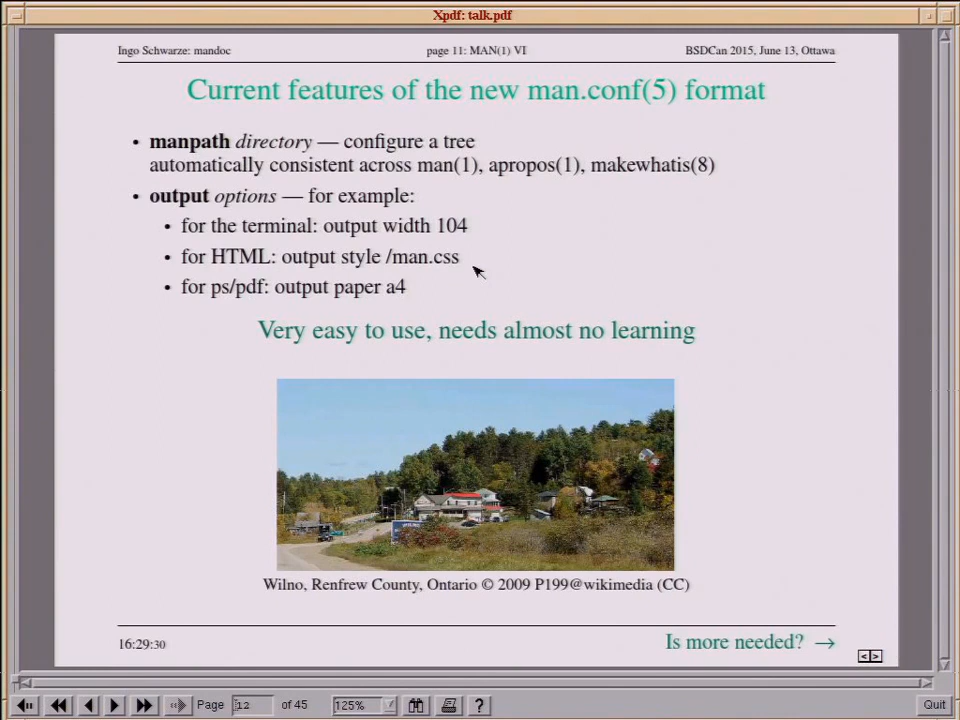 Xpdf: talk.pdf
Ingo Schwarze: mandoc page 11: MAN(1) VI BSDCan 2015, June 13, Ottawa
Current features of the new man.conf(5) format
• manpath directory — configure a tree
automatically consistent across man(1), apropos(1), makewhatis(8)
• output options — for example:
• for the terminal: output width 104
• for HTML: output style /man.css
• for ps/pdf: output paper a4
Very easy to use, needs almost no learning
Wilno, Renfrew County, Ontario © 2009 P199@wikimedia (CC)
16:29:30 Is more needed? →
Page 12 of 45 125% ? Quit